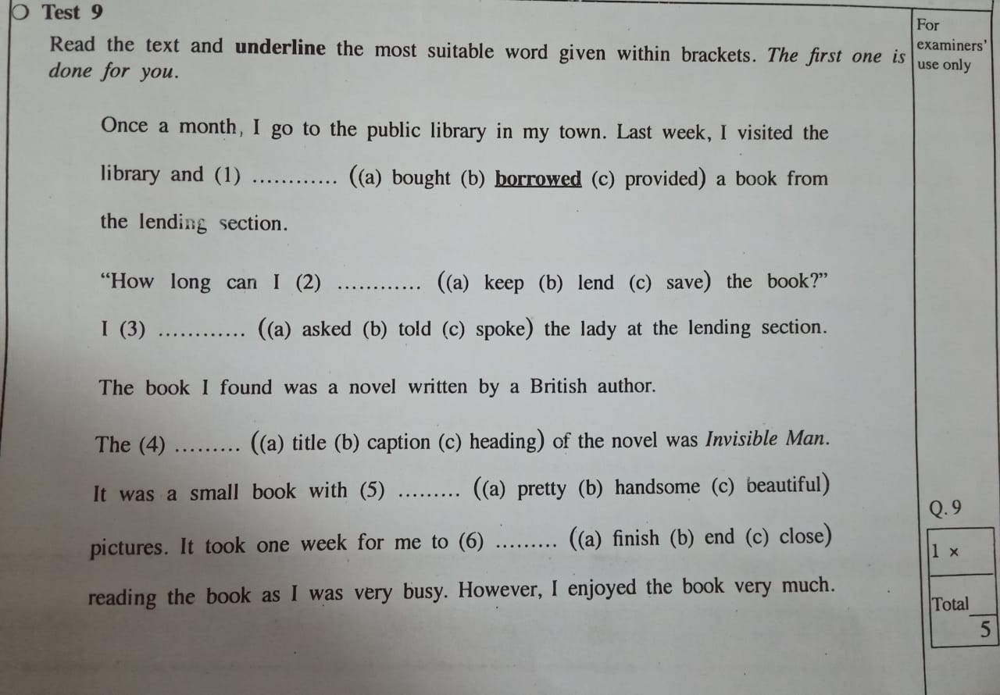 Test 9
Read the text and underline the most suitable word given within brackets. The first one is
done for you.
For
examiners'
use only
Once a month, I go to the public library in my town. Last week, I visited the
library and (1) ............ ((a) bought (b) borrowed (c) provided) a book from
the lending section.
“How long can I (2) ............ ((a) keep (b) lend (c) save) the book?”
I (3) ............ ((a) asked (b) told (c) spoke) the lady at the lending section.
The book I found was a novel written by a British author.
The (4) ......... ((a) title (b) caption (c) heading) of the novel was Invisible Man.
It was a small book with (5) ......... ((a) pretty (b) handsome (c) beautiful)
pictures. It took one week for me to (6) ......... ((a) finish (b) end (c) close)
reading the book as I was very busy. However, I enjoyed the book very much.
Q.9
1 ×
Total
5